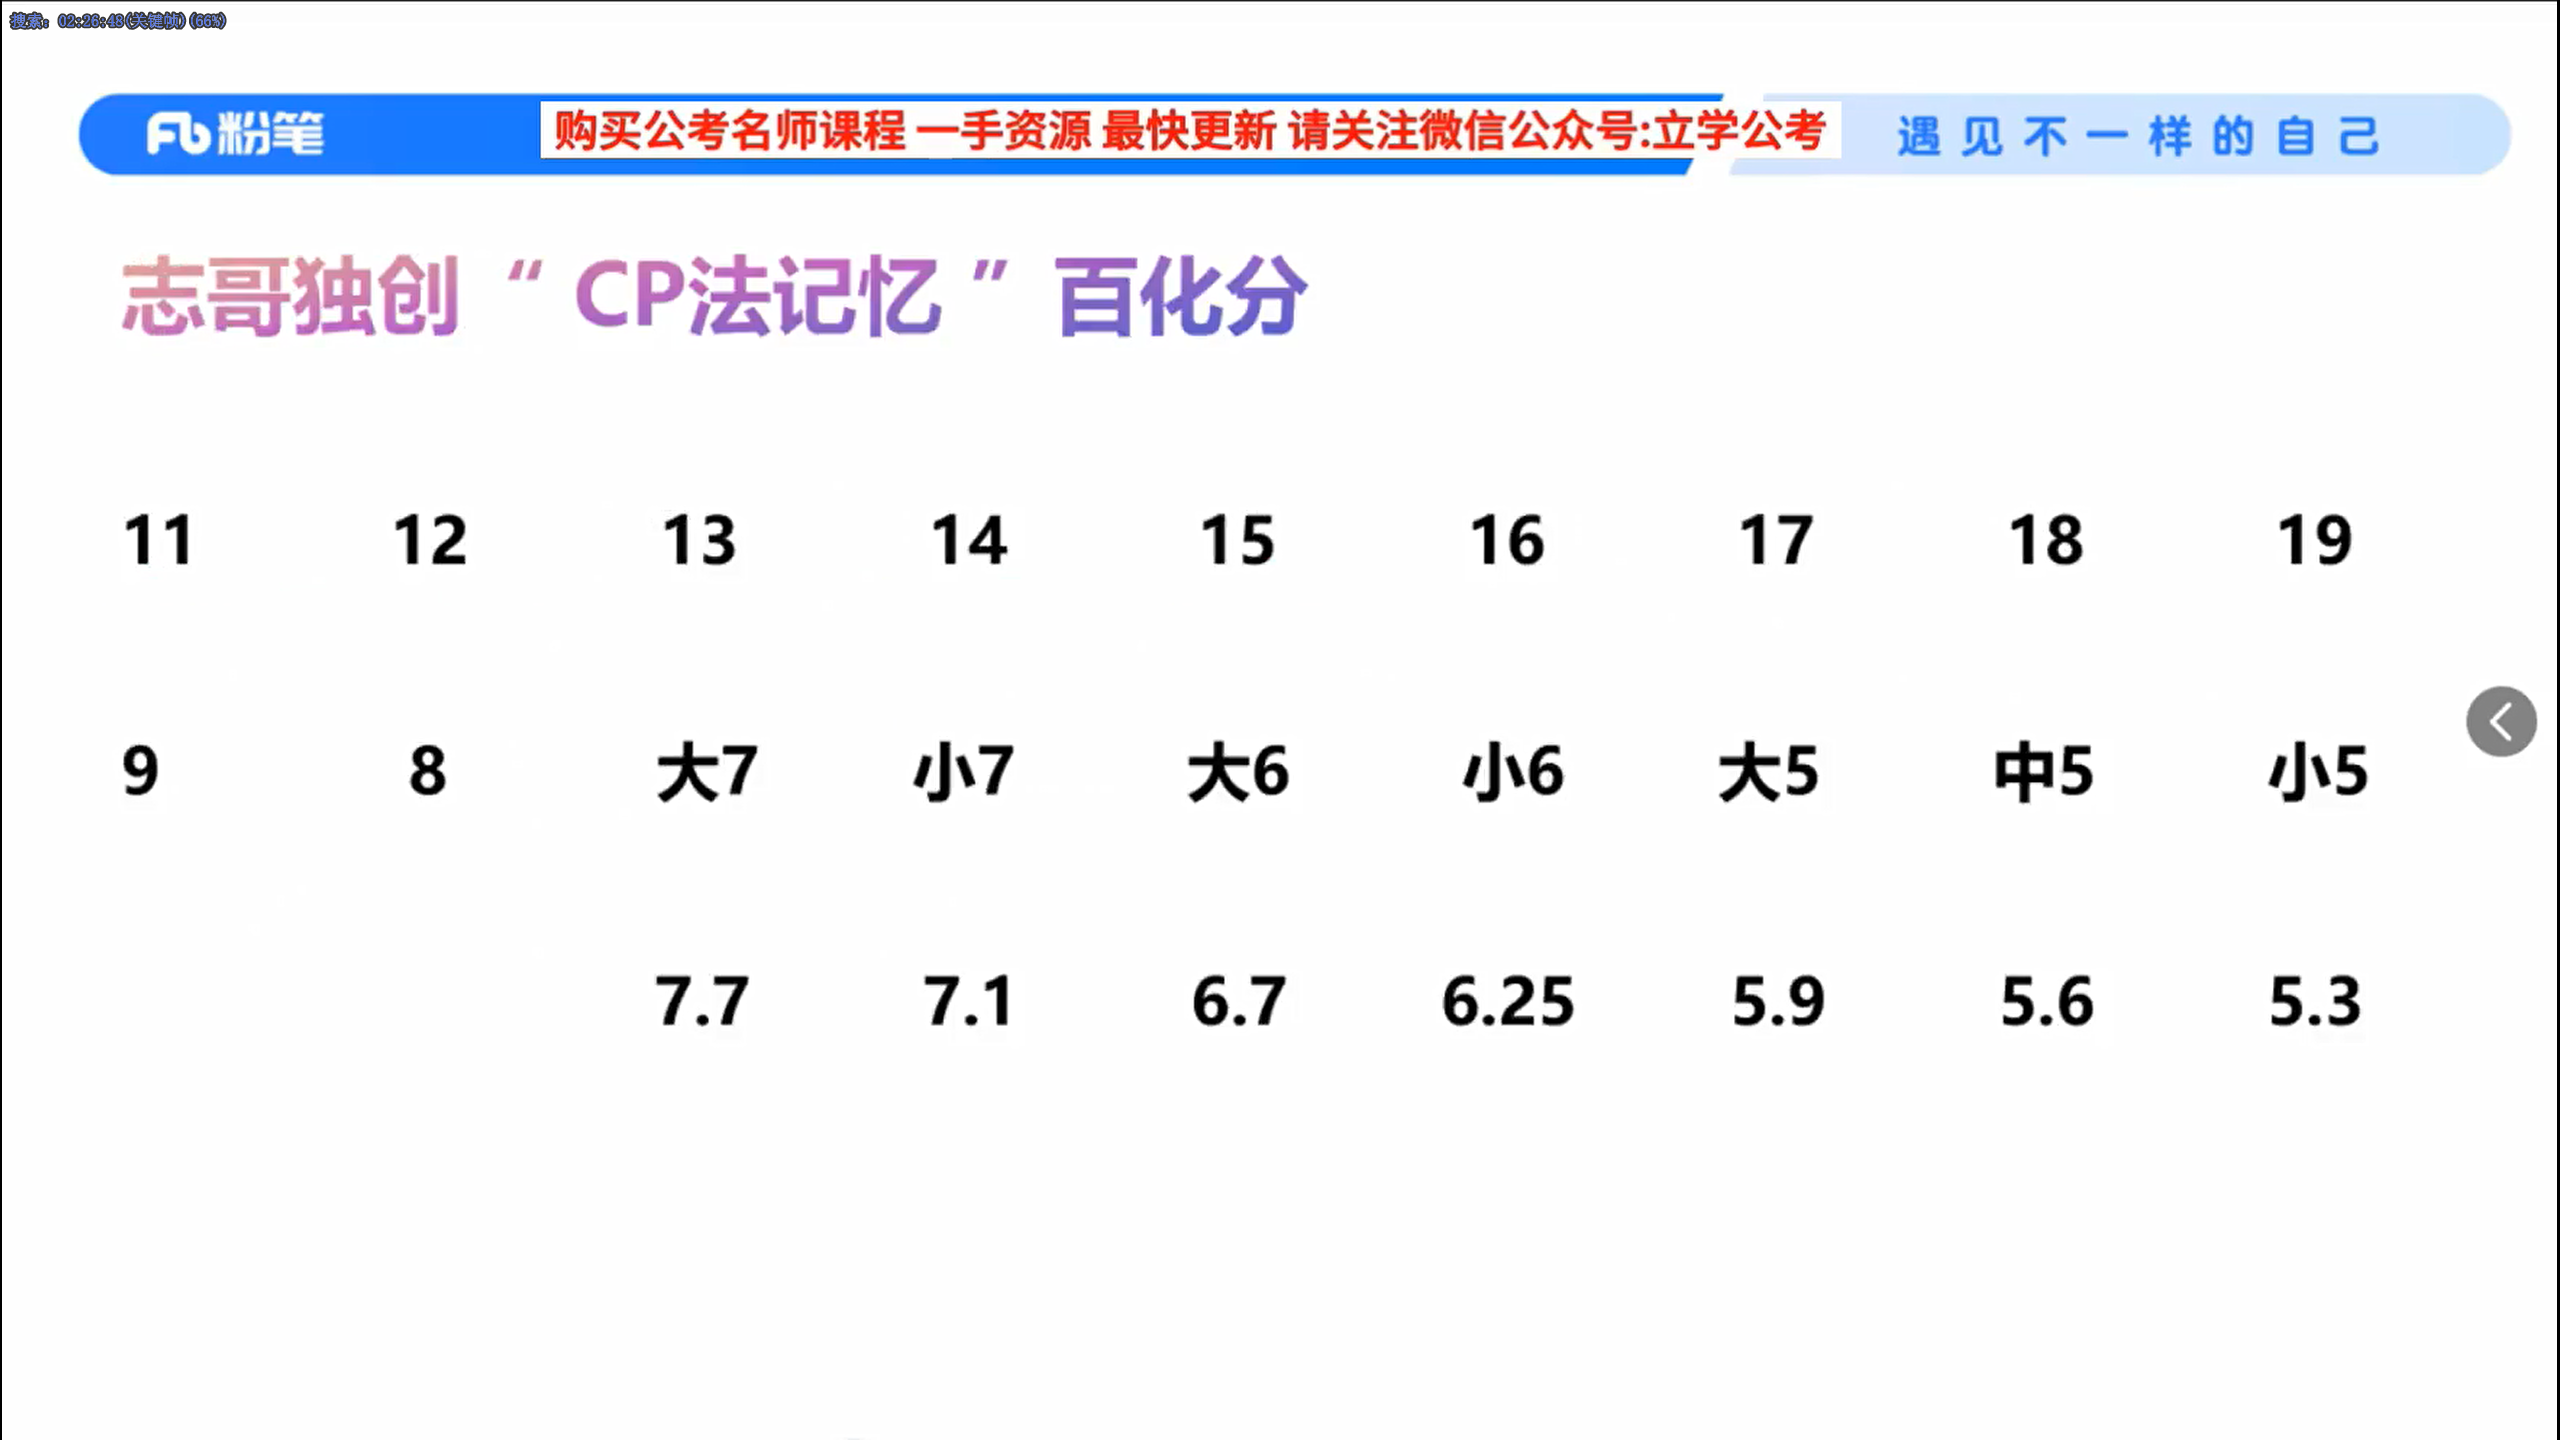 搜索: 02:26:48(关键帧)(66%)
Fb粉笔
购买公考名师课程 一手资源 最快更新 请关注微信公众号:立学公考
遇见不一样的自己
志哥独创“CP法记忆”百化分
11 12 13 14 15 16 17 18 19
9 8 大7 小7 大6 小6 大5 中5 小5
7.7 7.1 6.7 6.25 5.9 5.6 5.3